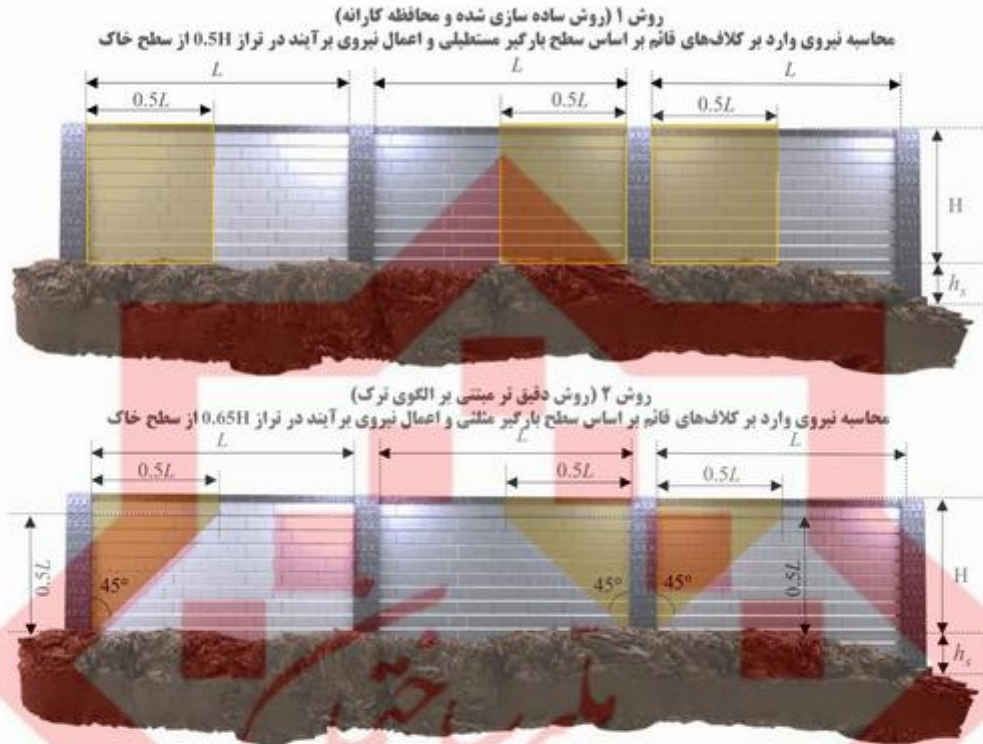 روش ۱ (روش ساده سازی شده و محافظه کارانه)
محاسبه نیروی وارد بر کلاف‌های قائم بر اساس سطح بارگیر مستطیلی و اعمال نیروی برآیند در تراز 0.5H از سطح خاک
L L L
0.5L 0.5L 0.5L
H
hs
روش ۲ (روش دقیق تر مبتنی بر الگوی ترک)
محاسبه نیروی وارد بر کلاف‌های قائم بر اساس سطح بارگیر مثلثی و اعمال نیروی برآیند در تراز 0.65H از سطح خاک
L L L
0.5L 0.5L 0.5L
0.5L 0.5L H
45° 45° 45°
hs